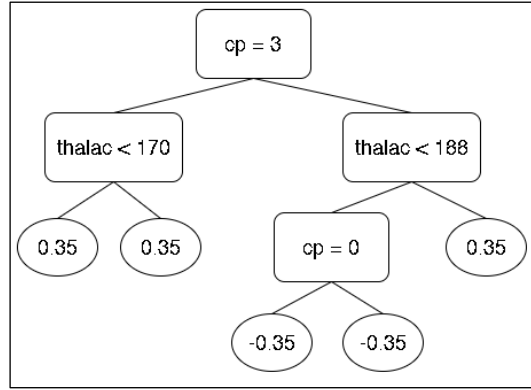 cp = 3
thalac < 170
thalac < 188
0.35
0.35
cp = 0
0.35
-0.35
-0.35